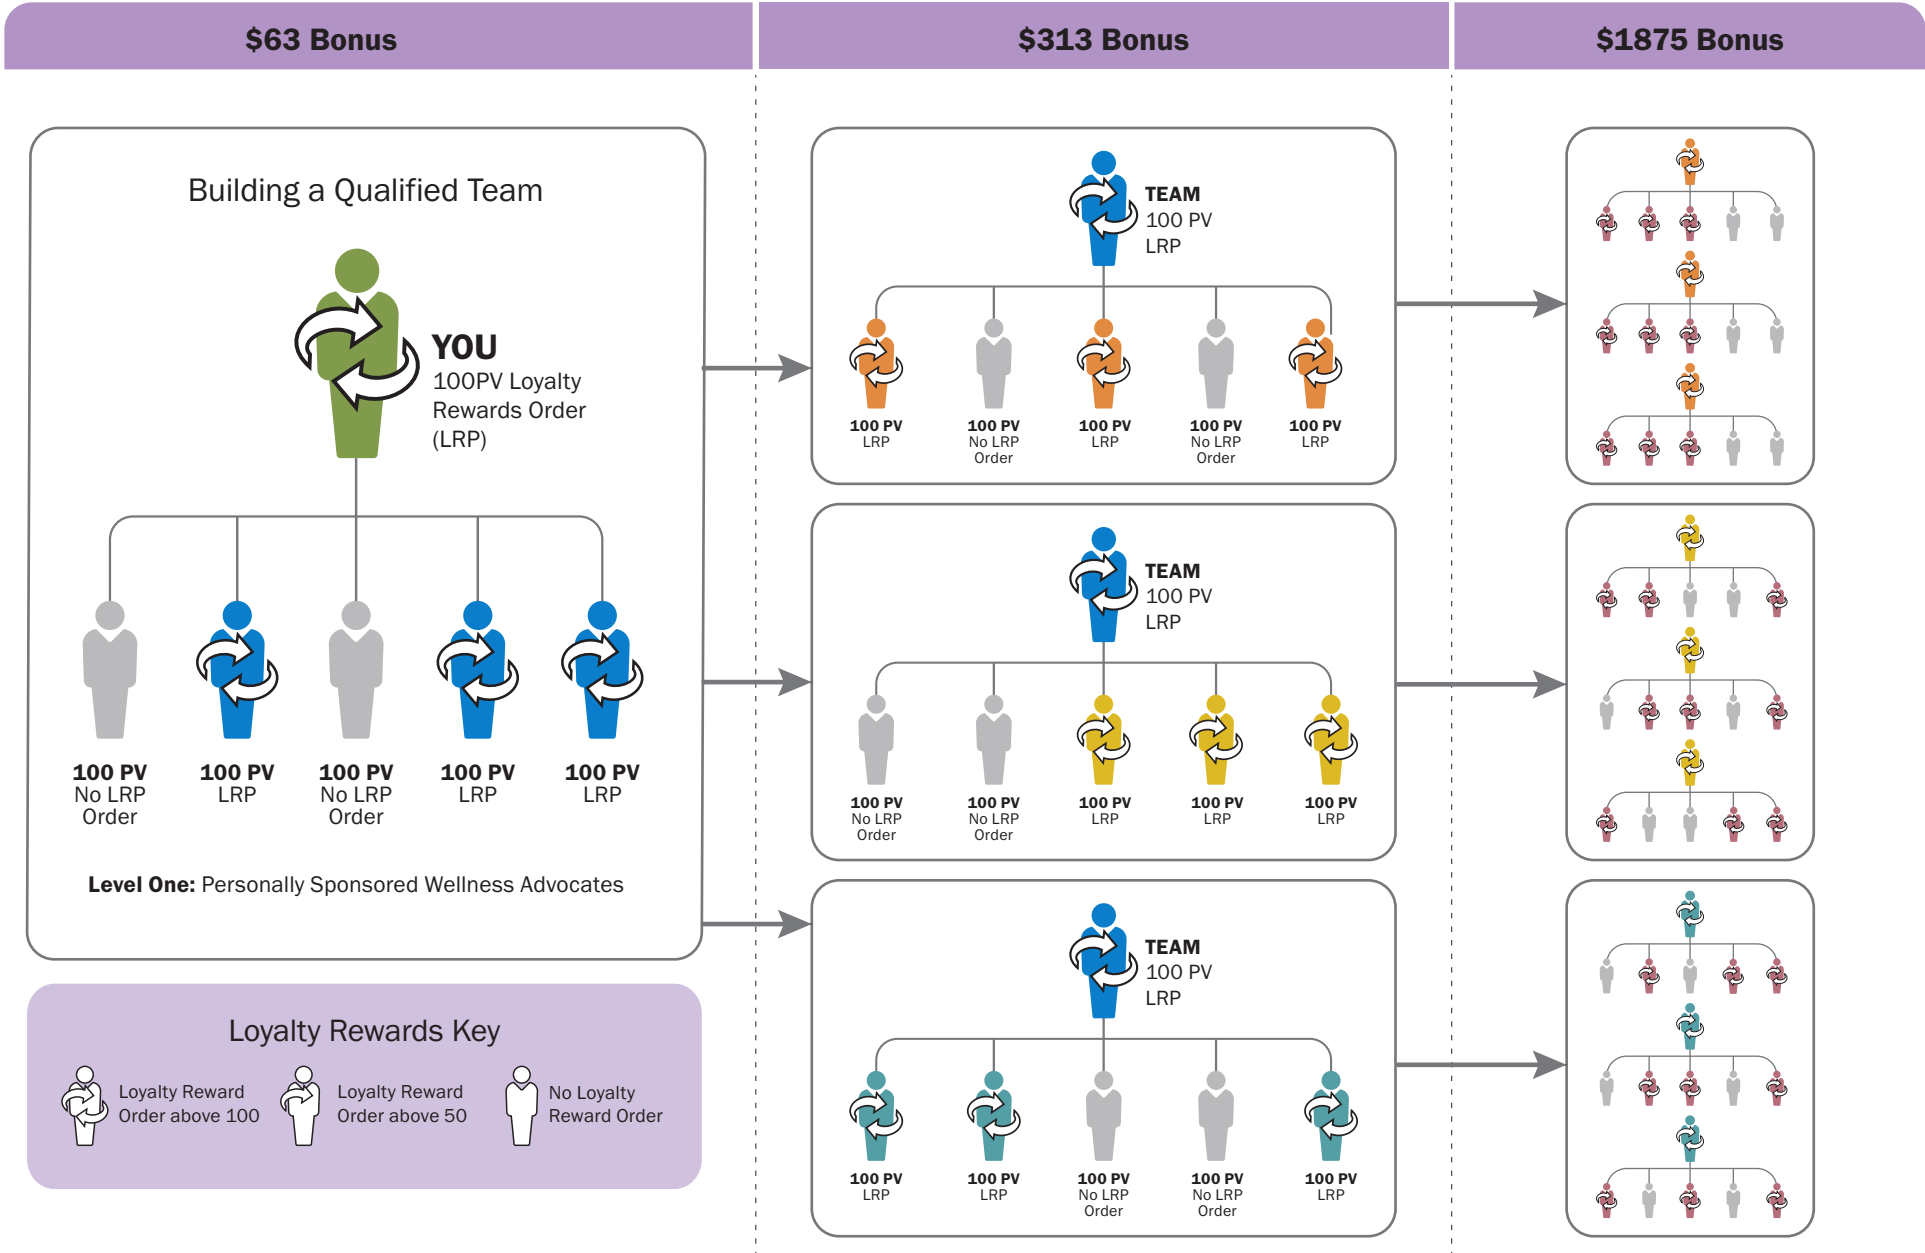 $63 Bonus
$313 Bonus
$1875 Bonus
Building a Qualified Team
YOU
100PV Loyalty
Rewards Order
(LRP)
100 PV
No LRP
Order
100 PV
LRP
100 PV
No LRP
Order
100 PV
LRP
100 PV
LRP
Level One: Personally Sponsored Wellness Advocates
Loyalty Rewards Key
Loyalty Reward
Order above 100
Loyalty Reward
Order above 50
No Loyalty
Reward Order
TEAM
100 PV
LRP
100 PV
LRP
100 PV
No LRP
Order
100 PV
LRP
100 PV
No LRP
Order
100 PV
LRP
TEAM
100 PV
LRP
100 PV
No LRP
Order
100 PV
No LRP
Order
100 PV
LRP
100 PV
LRP
100 PV
LRP
TEAM
100 PV
LRP
100 PV
LRP
100 PV
LRP
100 PV
No LRP
Order
100 PV
No LRP
Order
100 PV
LRP